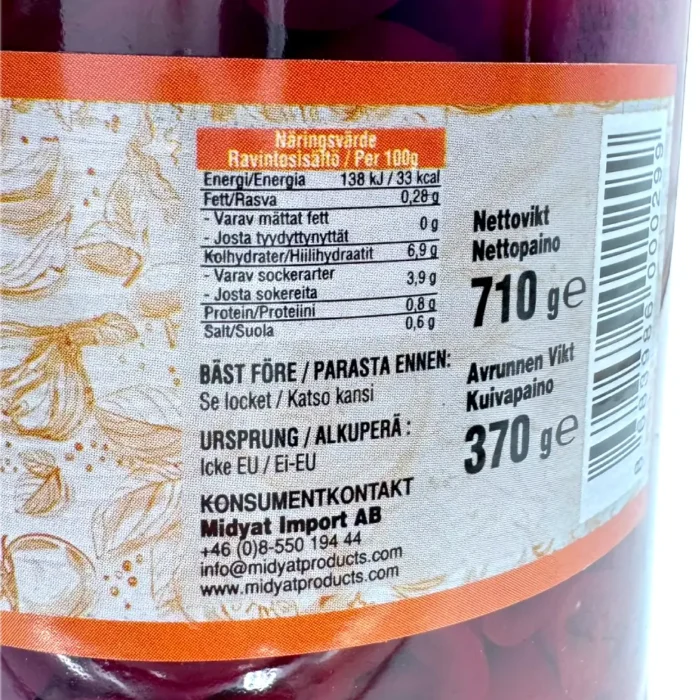 Näringsvärde
Ravintosisältö / Per 100g
Energi/Energia 138 kJ / 33 kcal
Fett/Rasva 0,28 g
- Varav mättat fett
- Josta tyydyttynyttät 0 g
Kolhydrater/Hiilihydraatit 6,9 g
- Varav sockerarter
- Josta sokereita 3,9 g
Protein/Proteiini 0,8 g
Salt/Suola 0,6 g
BÄST FÖRE / PARASTA ENNEN:
Se locket / Katso kansi
URSPRUNG / ALKUPERÄ :
Icke EU / Ei-EU
KONSUMENTKONTAKT
Midyat Import AB
+46 (0)8-550 194 44
info@midyatproducts.com
www.midyatproducts.com
Nettovikt
Nettopaino
710 g e
Avrunnen Vikt
Kuivapaino
370 g e